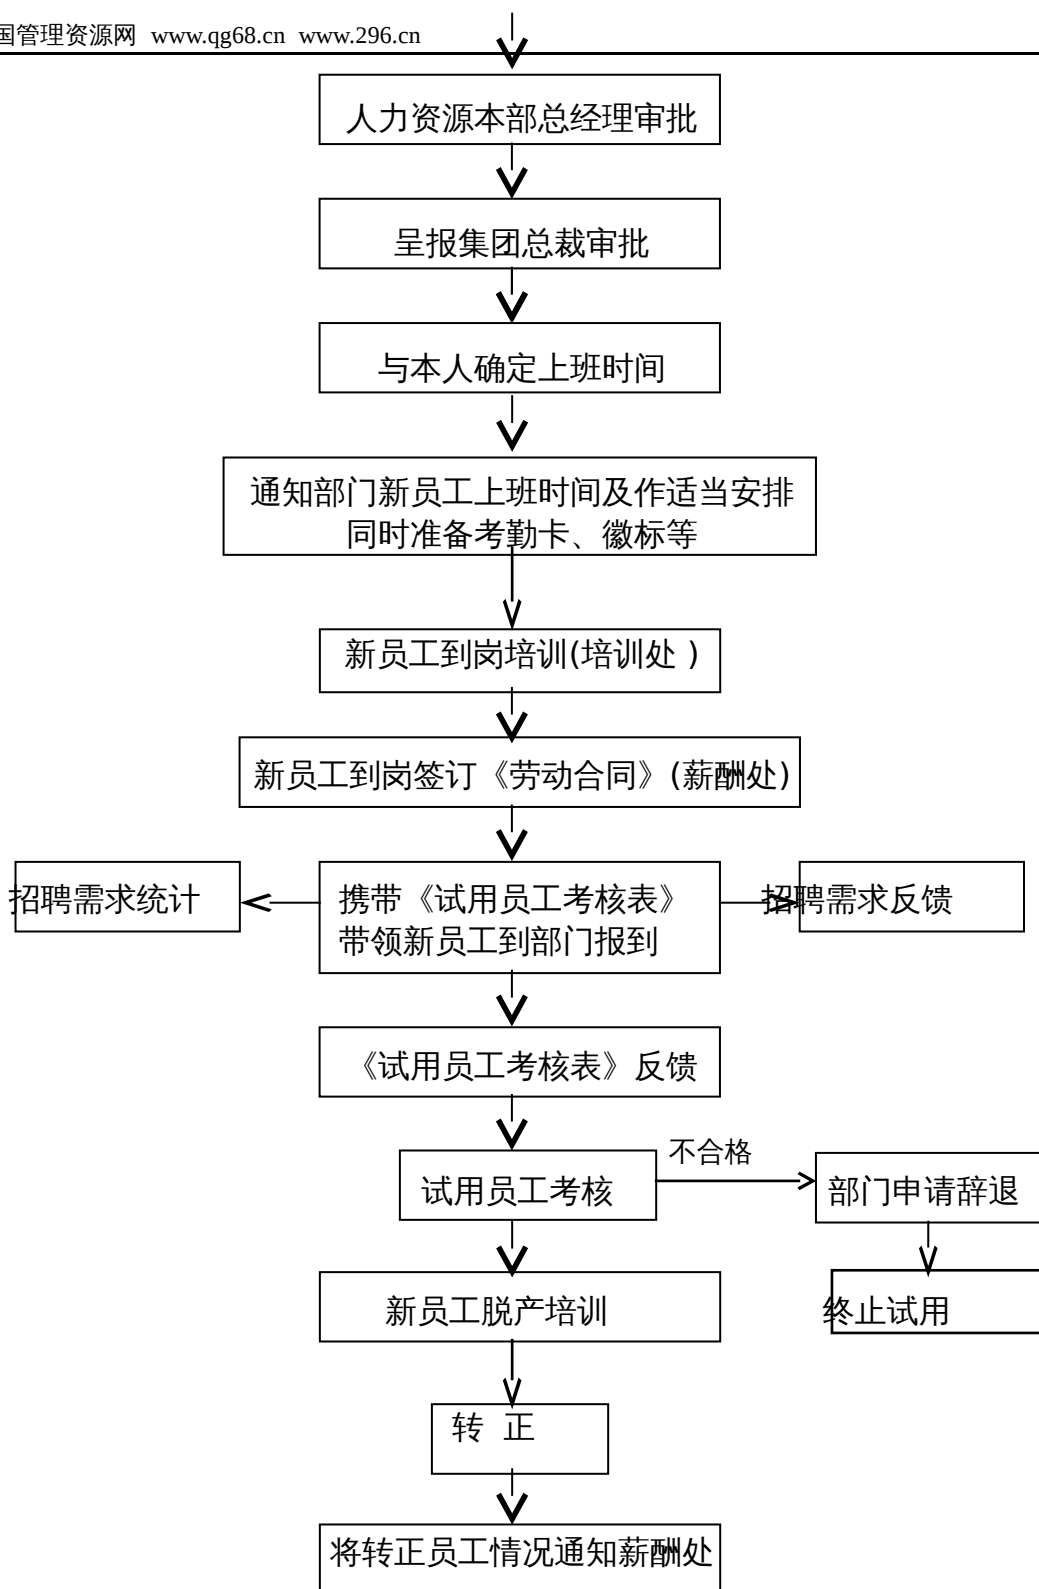 国管理资源网 www.qg68.cn www.296.cn
人力资源本部总经理审批
呈报集团总裁审批
与本人确定上班时间
通知部门新员工上班时间及作适当安排
同时准备考勤卡、徽标等
新员工到岗培训(培训处 )
新员工到岗签订《劳动合同》(薪酬处)
招聘需求统计
携带《试用员工考核表》
带领新员工到部门报到
招聘需求反馈
《试用员工考核表》反馈
不合格
试用员工考核
部门申请辞退
新员工脱产培训
终止试用
转 正
将转正员工情况通知薪酬处